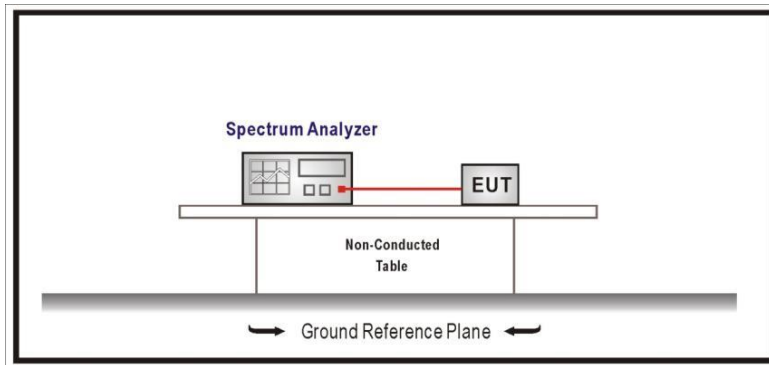 Spectrum Analyzer
EUT
Non-Conducted
Table
Ground Reference Plane